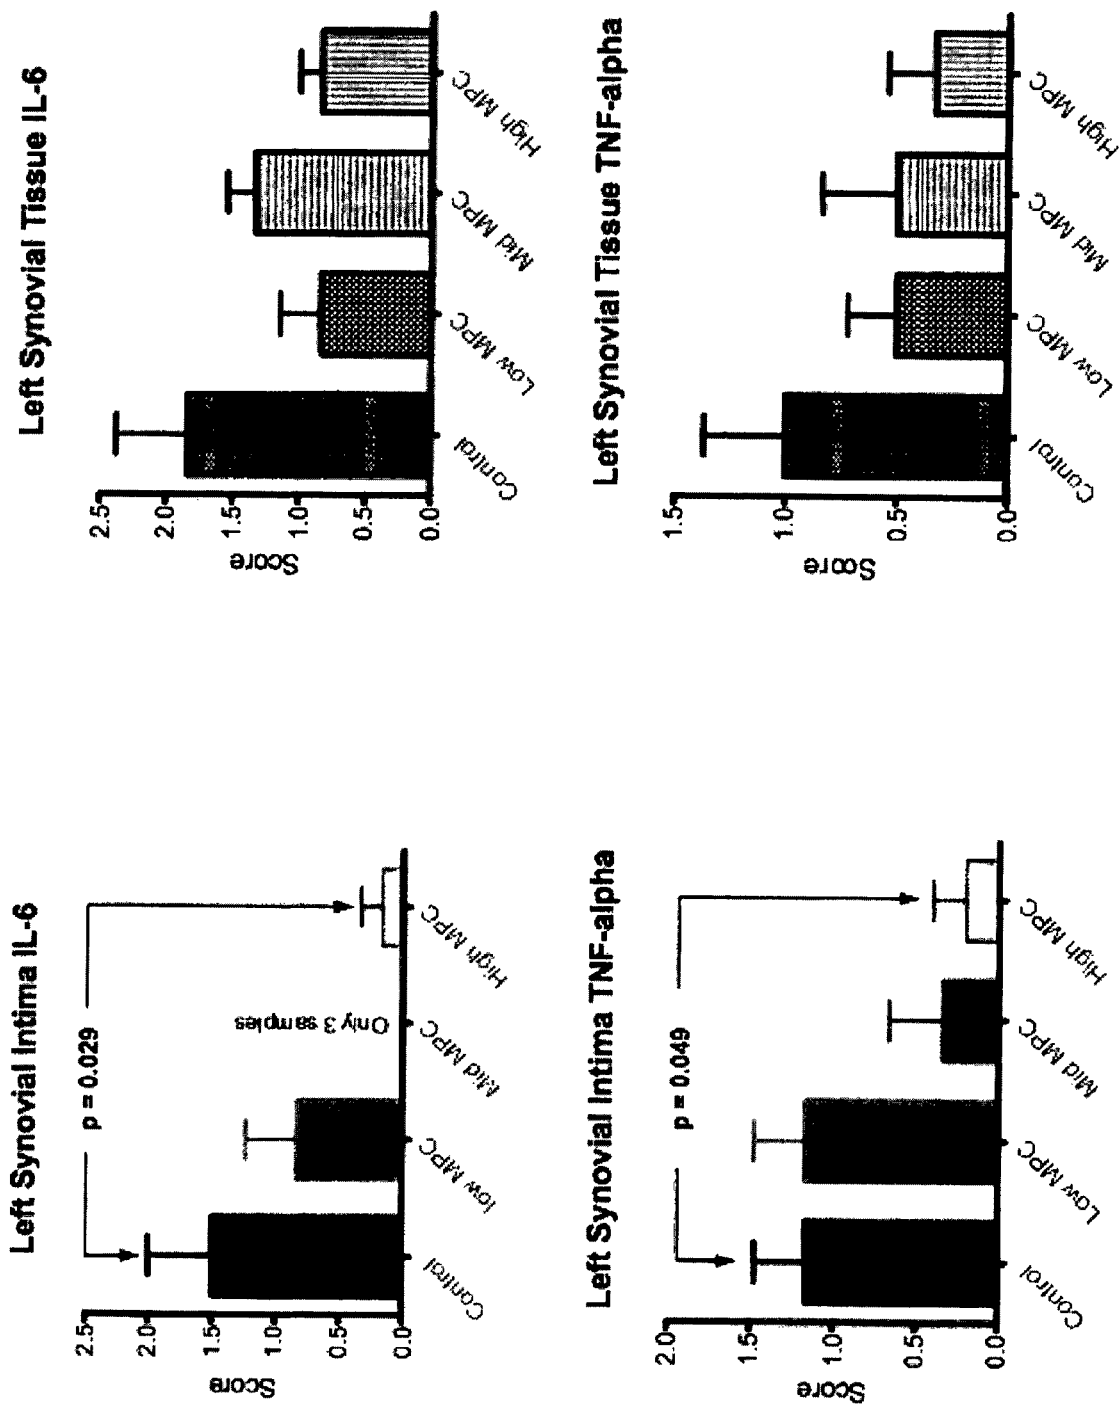 Left Synovial Intima IL-6
2.5
2.0
1.5
1.0
0.5
0.0
Score
p = 0.029
Only 3 samples
Control
low MPC
Mid MPC
High MPC
Left Synovial Tissue IL-6
2.5
2.0
1.5
1.0
0.5
0.0
Score
Control
Low MPC
Mid MPC
High MPC
Left Synovial Intima TNF-alpha
2.0
1.5
1.0
0.5
0.0
Score
p = 0.049
Control
Low MPC
Mid MPC
High MPC
Left Synovial Tissue TNF-alpha
1.5
1.0
0.5
0.0
Score
Control
Low MPC
Mid MPC
High MPC